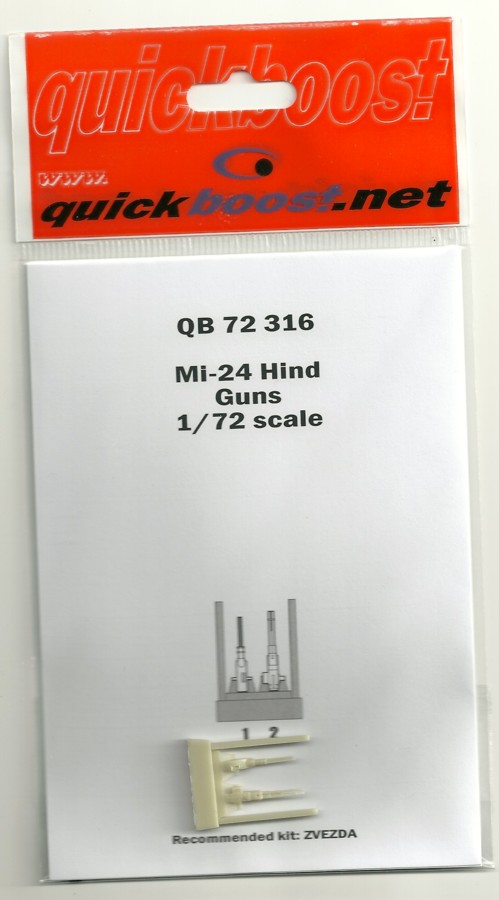 quickboost
www.
quickboost.net
QB 72 316
Mi-24 Hind
Guns
1/72 scale
1 2
Recommended kit: ZVEZDA